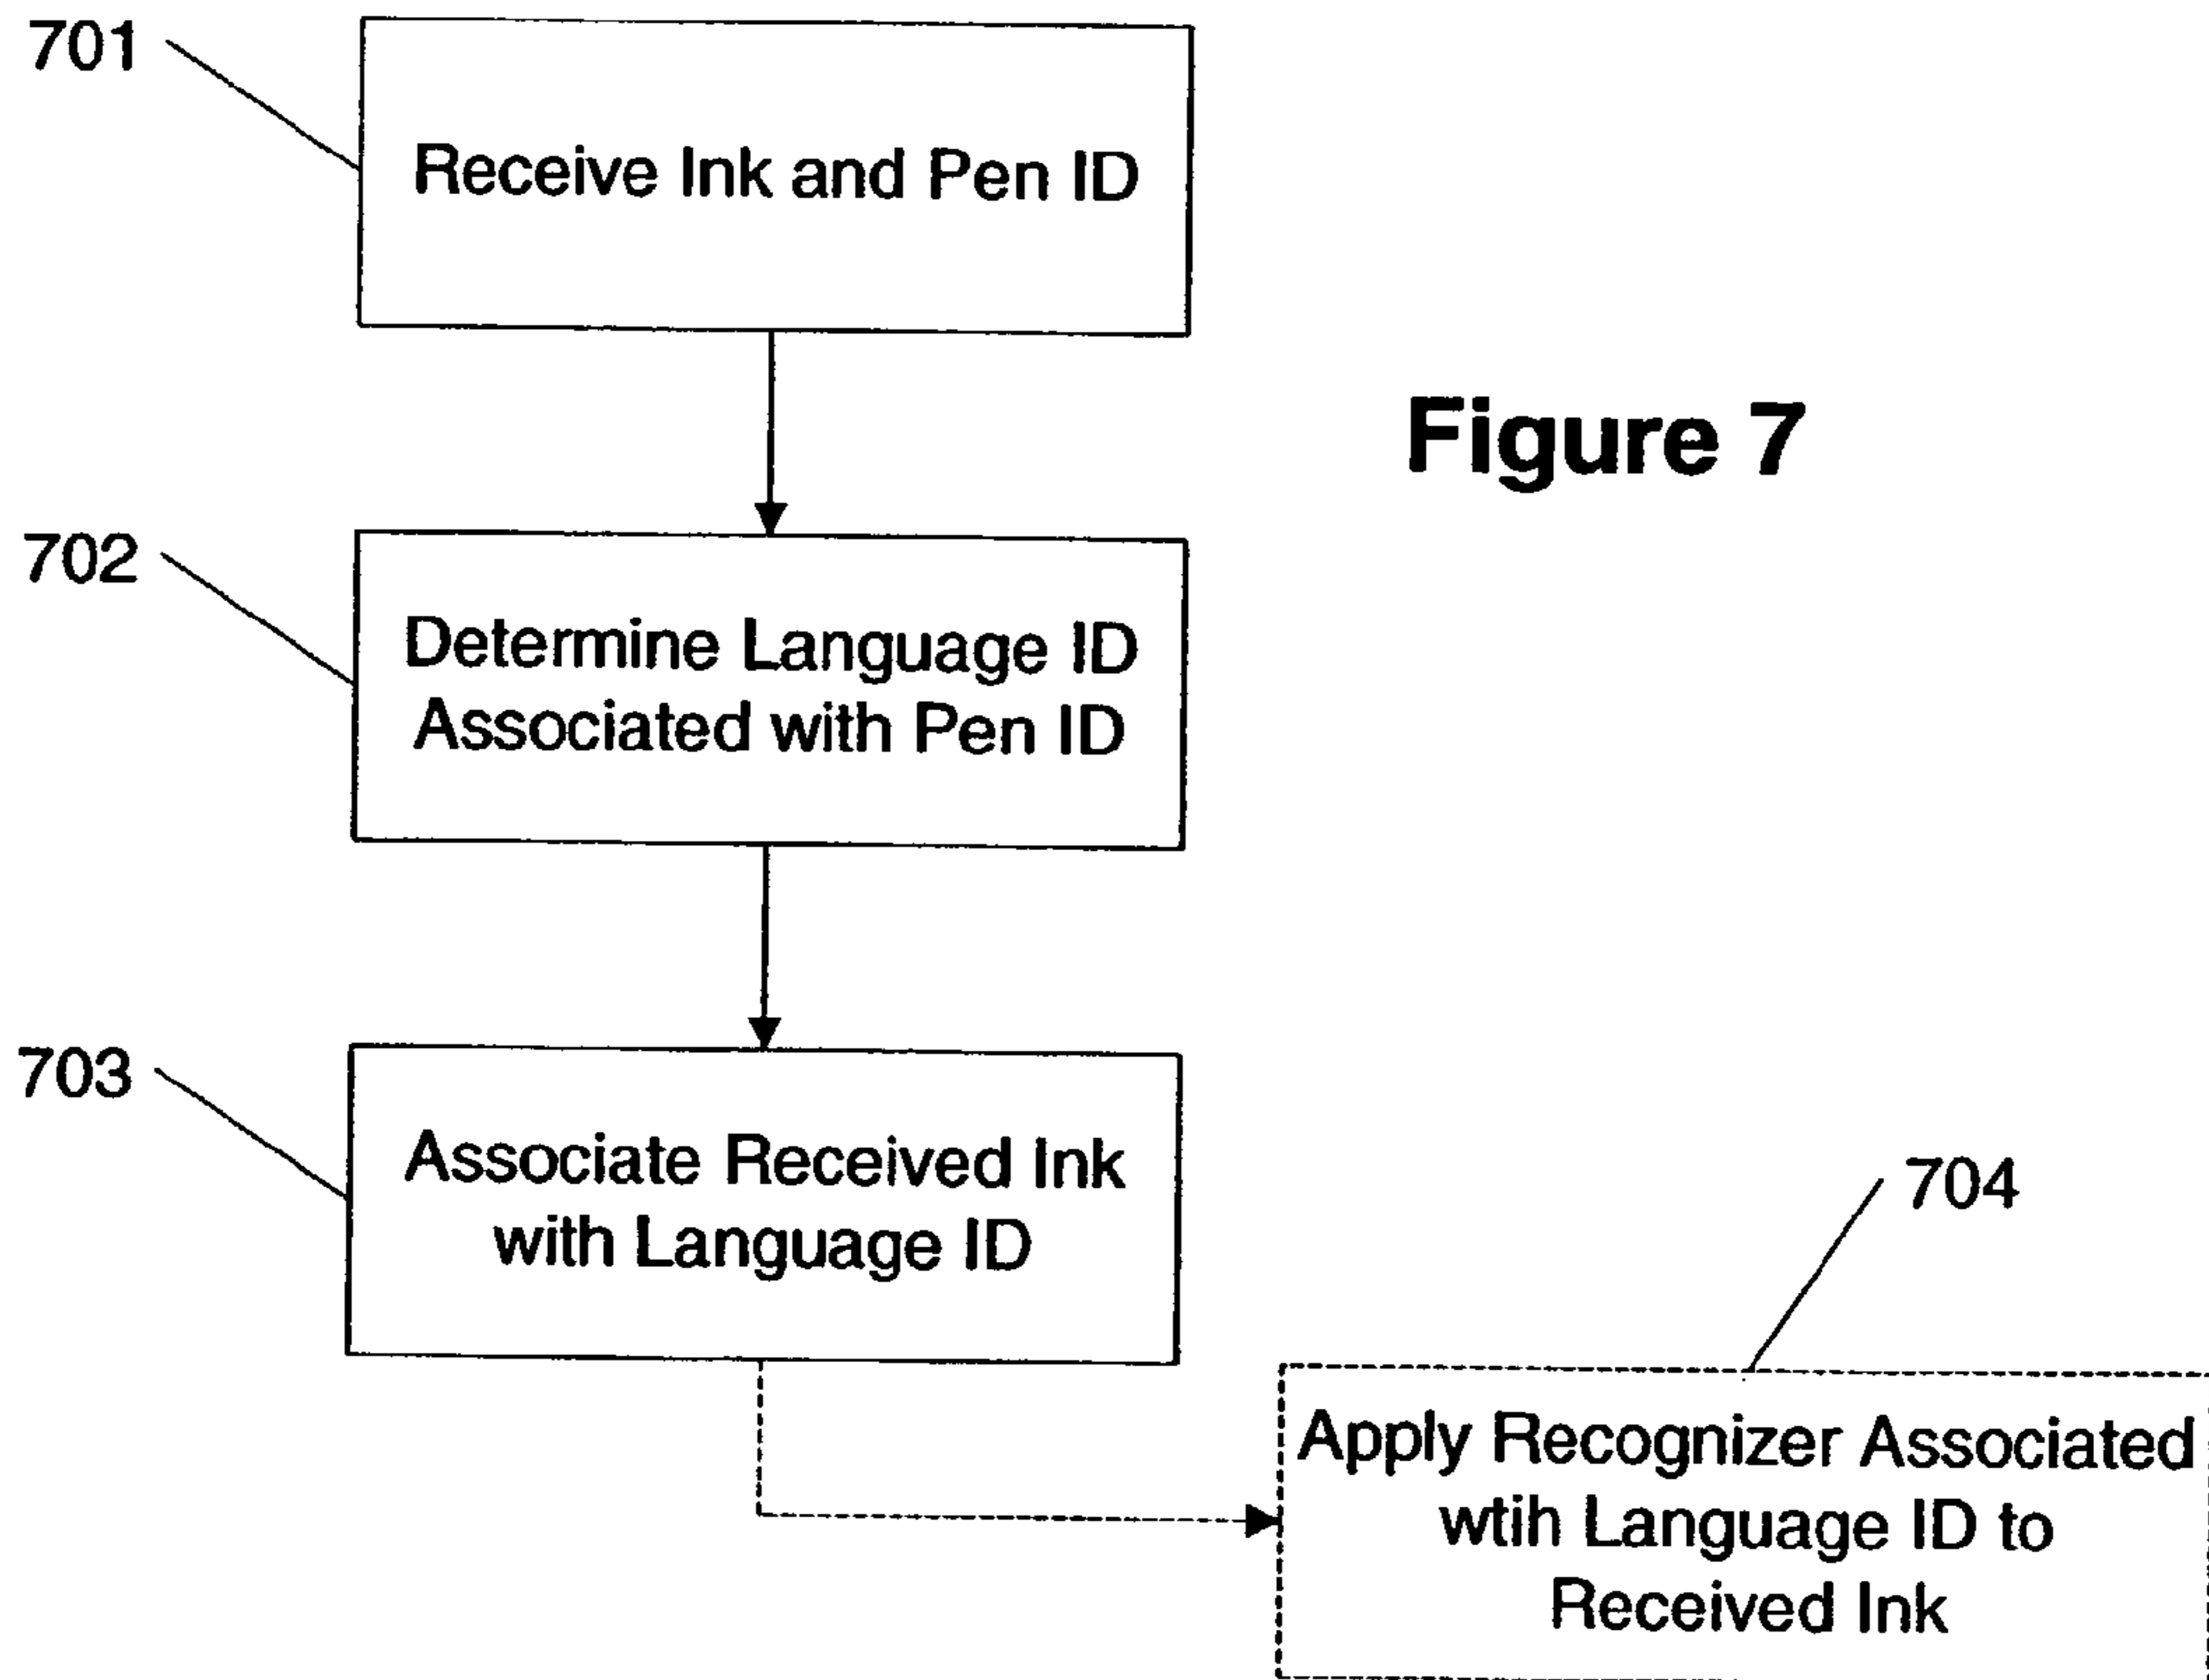 701
Receive Ink and Pen ID
Figure 7
702
Determine Language ID
Associated with Pen ID
703
Associate Received Ink
with Language ID
704
Apply Recognizer Associated
wtih Language ID to
Received Ink